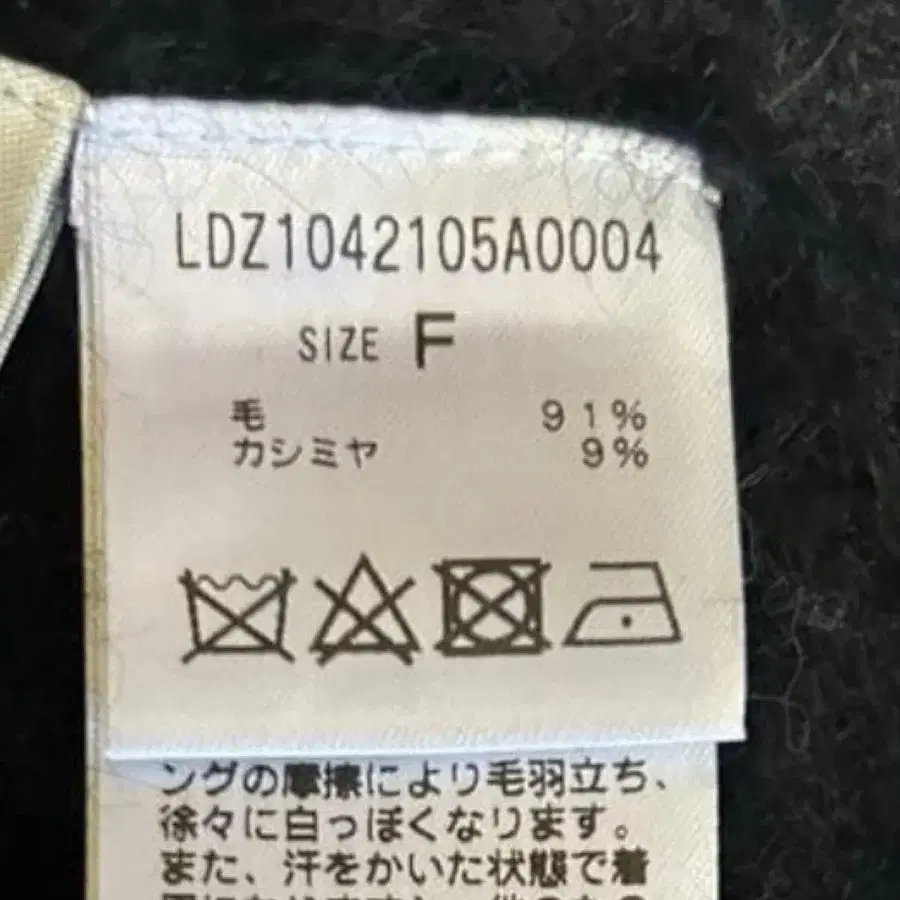 LDZ1042105A0004
SIZE F
毛 91%
カシミヤ 9%
ングの摩擦により毛羽立ち、
徐々に白っぽくなります。
また、汗をかいた状態で着